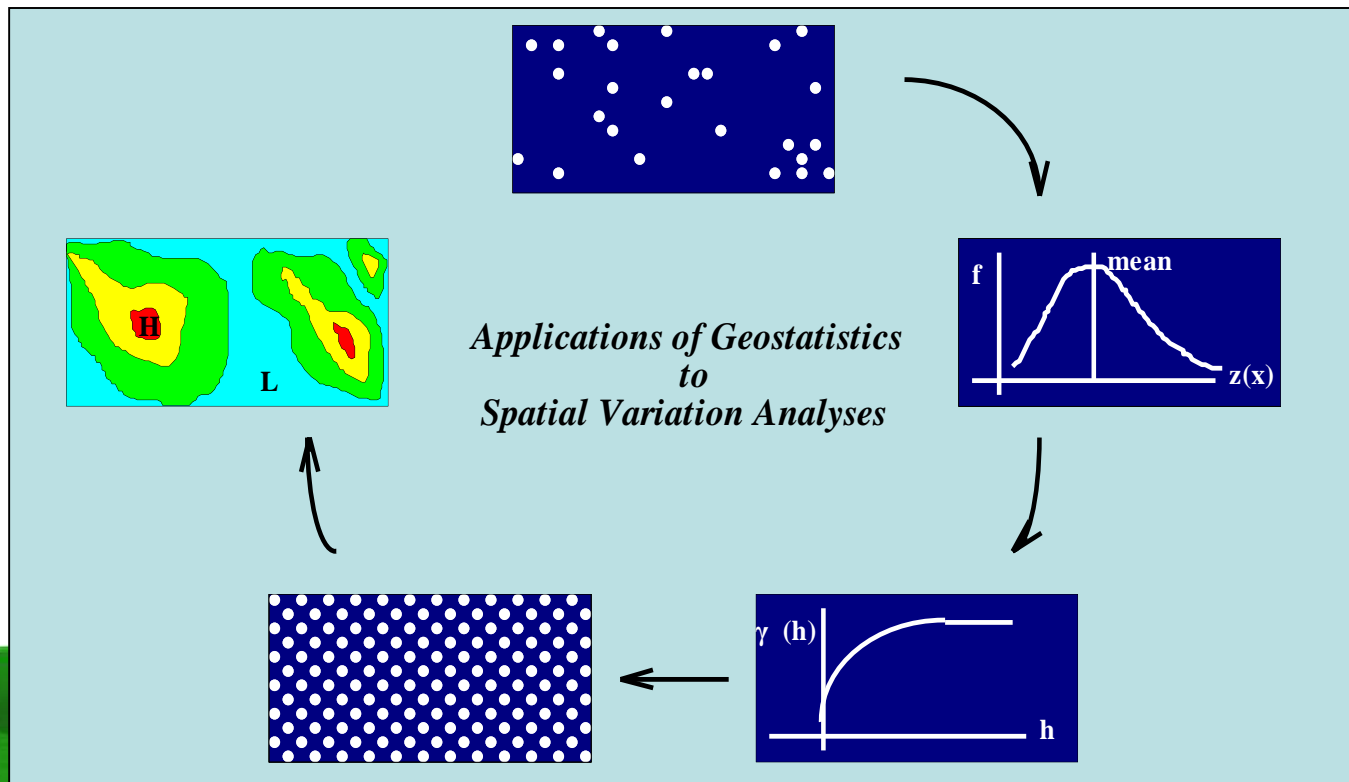 f
mean
z(x)
H
L
Applications of Geostatistics
to
Spatial Variation Analyses
γ (h)
h